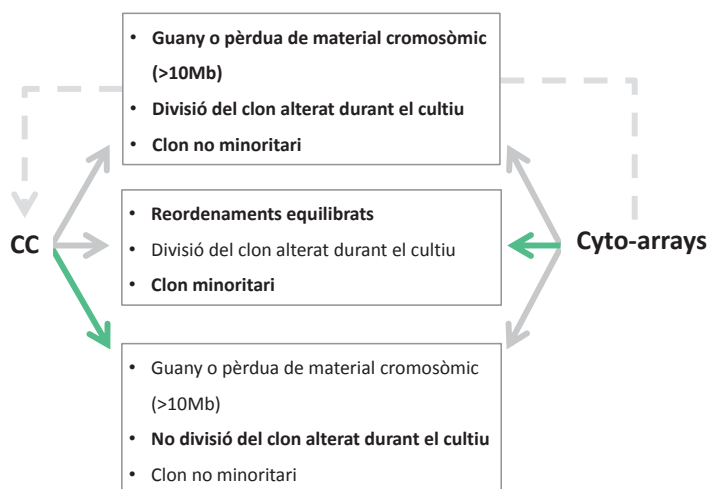 • Guany o pèrdua de material cromosòmic
(>10Mb)
• Divisió del clon alterat durant el cultiu
• Clon no minoritari
CC
• Reordenaments equilibrats
• Divisió del clon alterat durant el cultiu
• Clon minoritari
Cyto-arrays
• Guany o pèrdua de material cromosòmic
(>10Mb)
• No divisió del clon alterat durant el cultiu
• Clon no minoritari